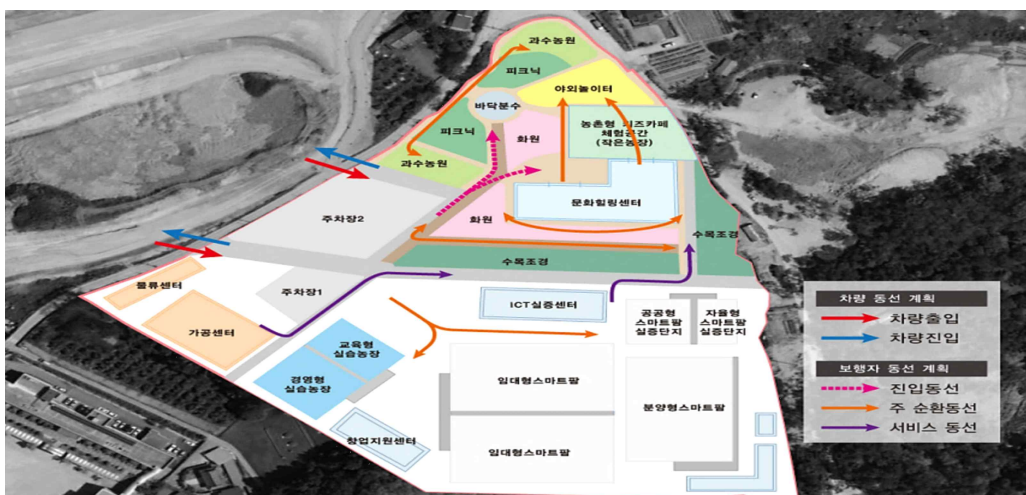 과수농원
피크닉
야외놀이터
바닥분수
농촌형 키즈카페
체험공간
(작은농장)
피크닉
화원
과수농원
문화힐링센터
주차장2
화원
수목조경
수목조경
물류센터
주차장1
ICT실증센터
가공센터
공공형
스마트팜
실증단지
자율형
스마트팜
실증단지
교육형
실습농장
경영형
실습농장
임대형스마트팜
분양형스마트팜
창업지원센터
임대형스마트팜
차량 동선 계획
차량출입
차량진입
보행자 동선 계획
진입동선
주 순환동선
서비스 동선